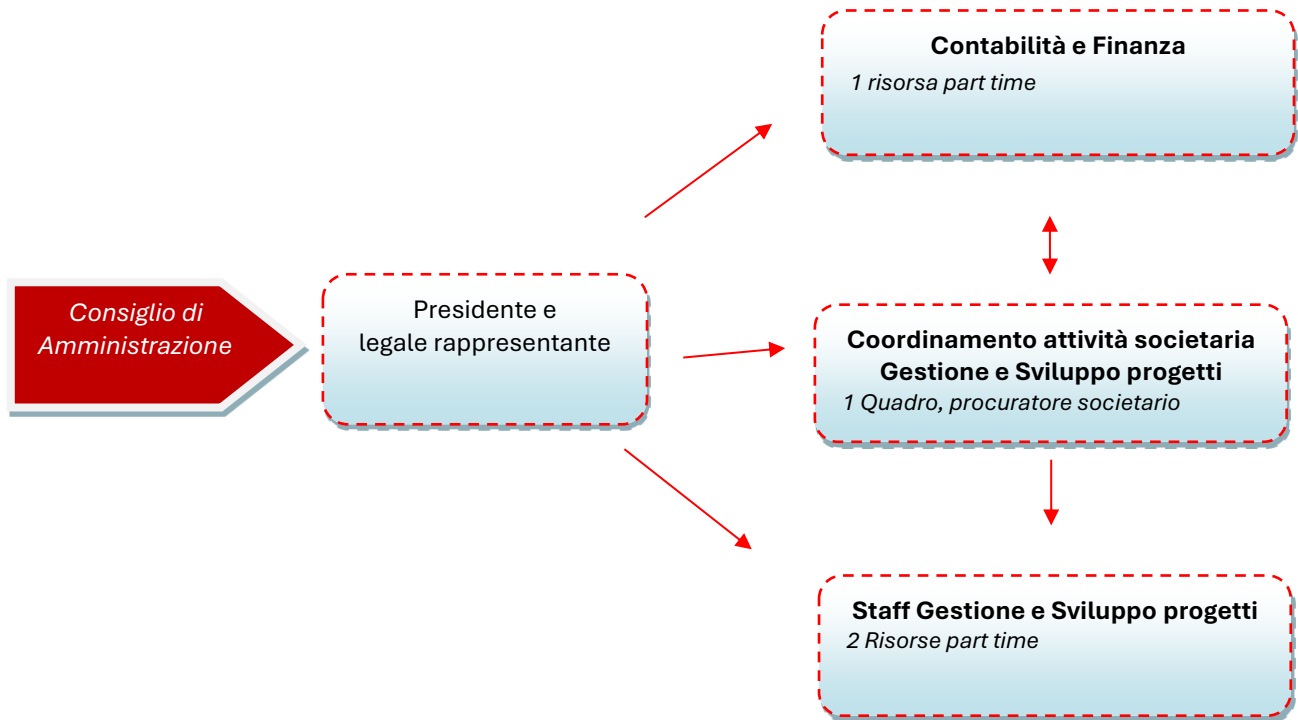 Contabilità e Finanza
1 risorsa part time
Consiglio di
Amministrazione
Presidente e
legale rappresentante
Coordinamento attività societaria
Gestione e Sviluppo progetti
1 Quadro, procuratore societario
Staff Gestione e Sviluppo progetti
2 Risorse part time